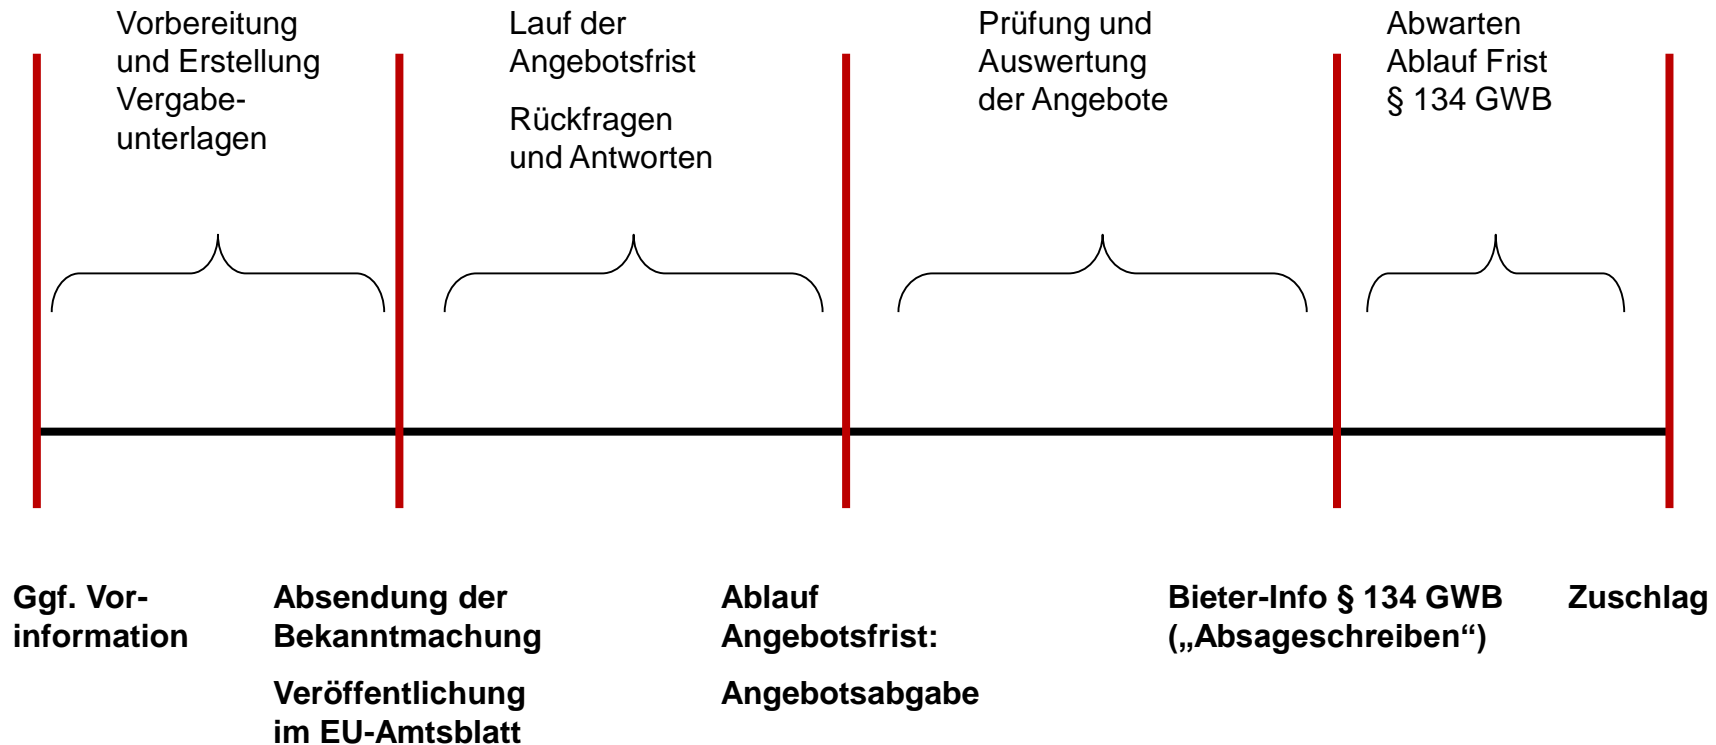 Vorbereitung
und Erstellung
Vergabe-
unterlagen
Lauf der
Angebotsfrist
Rückfragen
und Antworten
Prüfung und
Auswertung
der Angebote
Abwarten
Ablauf Frist
§ 134 GWB
Ggf. Vor-
information
Absendung der
Bekanntmachung
Veröffentlichung
im EU-Amtsblatt
Ablauf
Angebotsfrist:
Angebotsabgabe
Bieter-Info § 134 GWB
(„Absageschreiben“)
Zuschlag